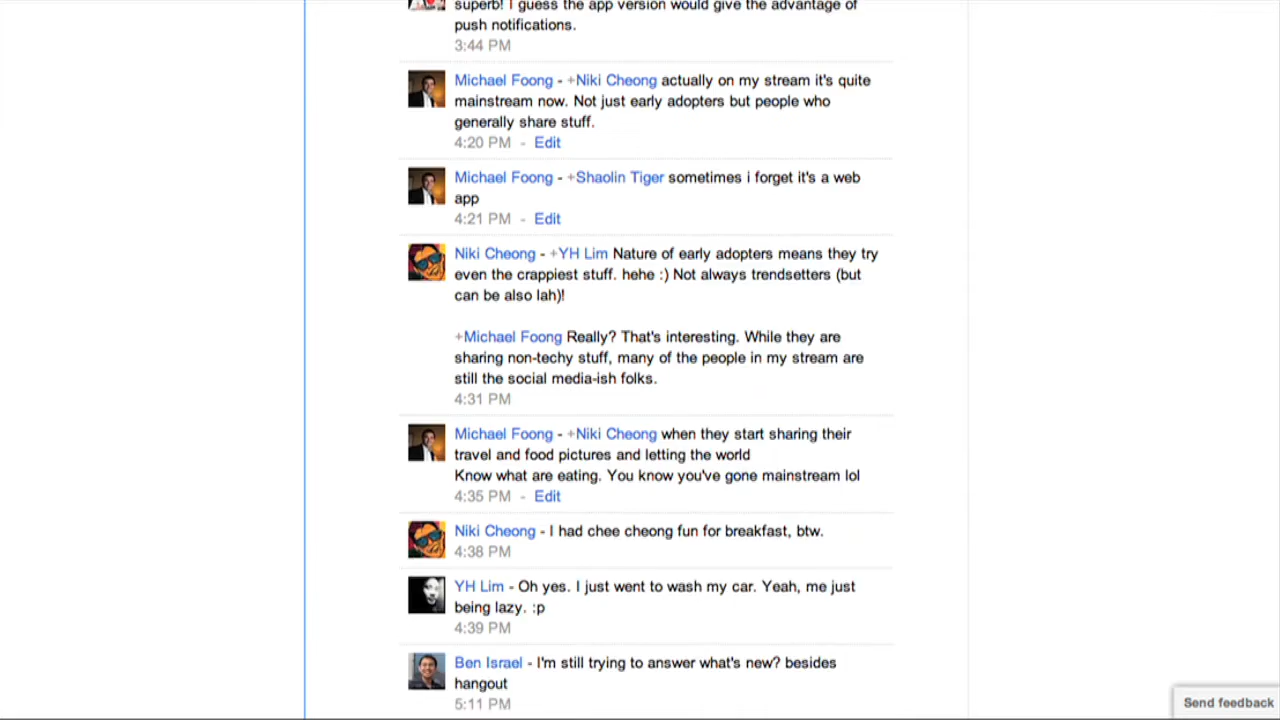 superb! I guess the app version would give the advantage of
push notifications.
3:44 PM
Michael Foong - +Niki Cheong actually on my stream it's quite
mainstream now. Not just early adopters but people who
generally share stuff.
4:20 PM - Edit
Michael Foong - +Shaolin Tiger sometimes i forget it's a web
app
4:21 PM - Edit
Niki Cheong - +YH Lim Nature of early adopters means they try
even the crappiest stuff. hehe :) Not always trendsetters (but
can be also lah)!
+Michael Foong Really? That's interesting. While they are
sharing non-techy stuff, many of the people in my stream are
still the social media-ish folks.
4:31 PM
Michael Foong - +Niki Cheong when they start sharing their
travel and food pictures and letting the world
Know what are eating. You know you've gone mainstream lol
4:35 PM - Edit
Niki Cheong - I had chee cheong fun for breakfast, btw.
4:38 PM
YH Lim - Oh yes. I just went to wash my car. Yeah, me just
being lazy. :p
4:39 PM
Ben Israel - I'm still trying to answer what's new? besides
hangout
5:11 PM
Send feedback